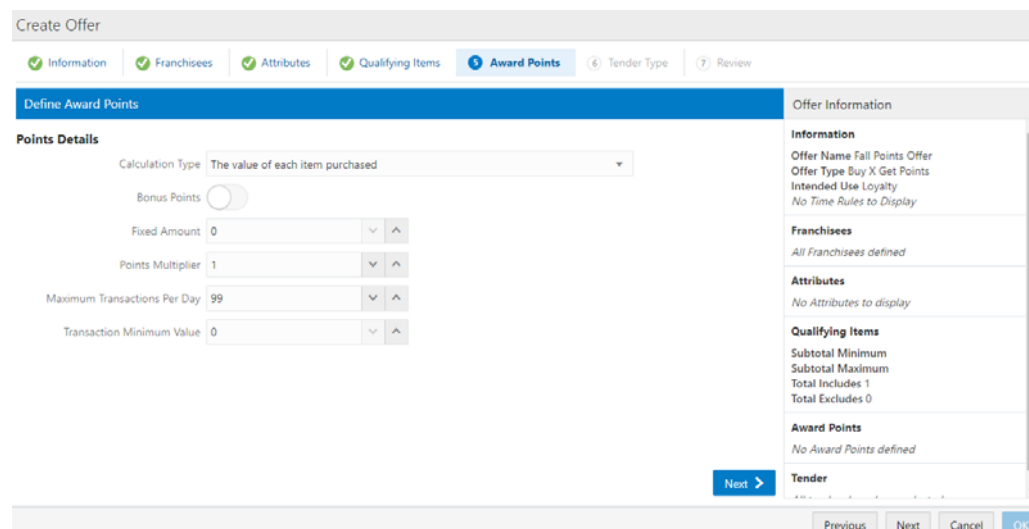 Create Offer
Information Franchisees Attributes Qualifying Items 5 Award Points 6 Tender Type 7 Review
Define Award Points
Points Details
Calculation Type The value of each item purchased
Bonus Points
Fixed Amount 0
Points Multiplier 1
Maximum Transactions Per Day 99
Transaction Minimum Value 0
Next
Offer Information
Information
Offer Name Fall Points Offer
Offer Type Buy X Get Points
Intended Use Loyalty
No Time Rules to Display
Franchisees
All Franchisees defined
Attributes
No Attributes to display
Qualifying Items
Subtotal Minimum
Subtotal Maximum
Total Includes 1
Total Excludes 0
Award Points
No Award Points defined
Tender
Previous Next Cancel OK